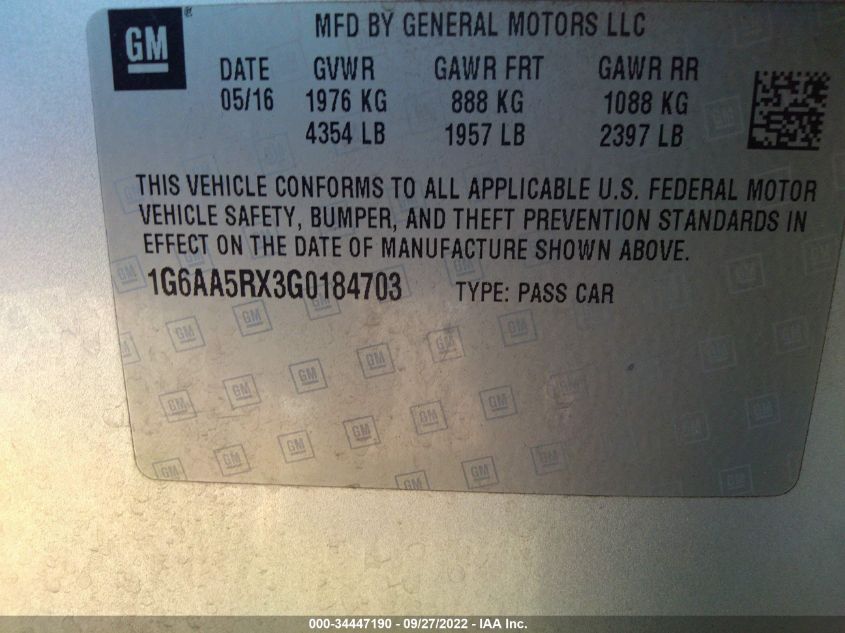 GM® MFD BY GENERAL MOTORS LLC
DATE GVWR GAWR FRT GAWR RR
05/16 1976 KG 888 KG 1088 KG
4354 LB 1957 LB 2397 LB
THIS VEHICLE CONFORMS TO ALL APPLICABLE U.S. FEDERAL MOTOR
VEHICLE SAFETY, BUMPER, AND THEFT PREVENTION STANDARDS IN
EFFECT ON THE DATE OF MANUFACTURE SHOWN ABOVE.
1G6AA5RX3G0184703 TYPE: PASS CAR
000-34447190 - 09/27/2022 - IAA Inc.